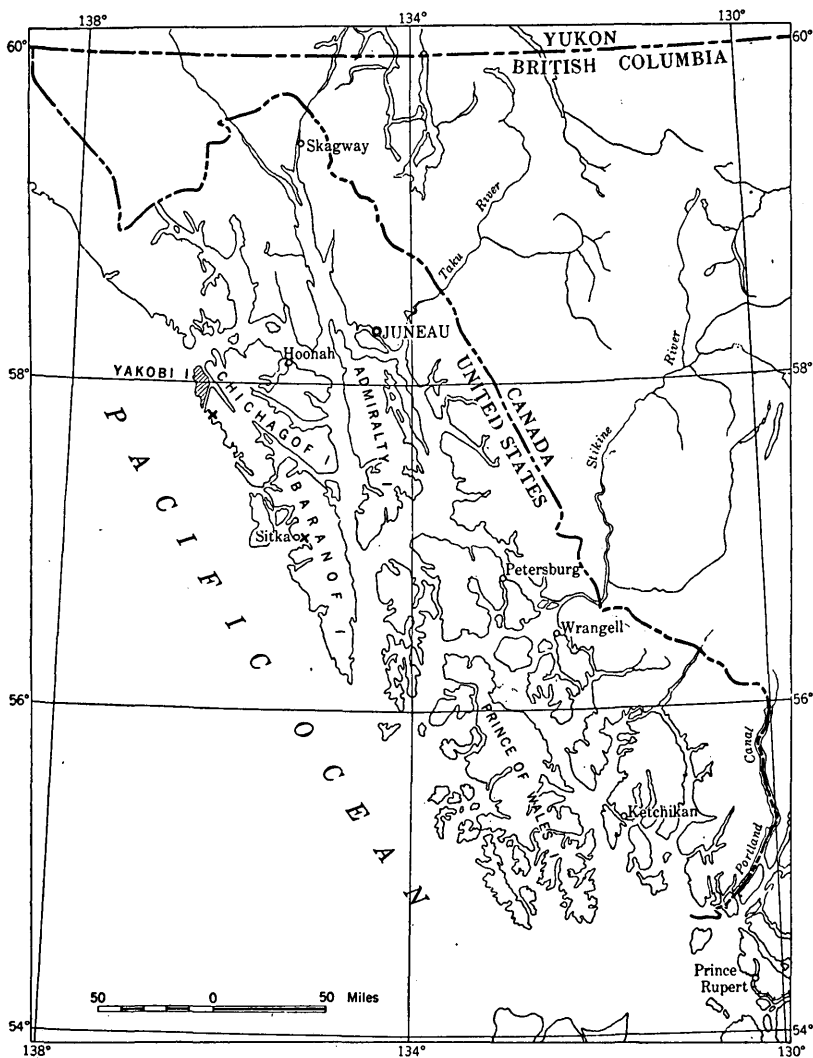 138° 134° 130°
60° 60°
YUKON
BRITISH COLUMBIA
Skagway
Taku River
JUNEAU
Hoonah
58° 58°
YAKOBI I
CHICHAGOF I
ADMIRALTY I
CANADA
UNITED STATES
Stikine River
PACIFIC OCEAN
BARANOF I
Sitka
Petersburg
Wrangell
56° 56°
PRINCE OF WALES I
Ketchikan
Portland Canal
Prince
Rupert
50 0 50 Miles
54° 54°
138° 134° 130°